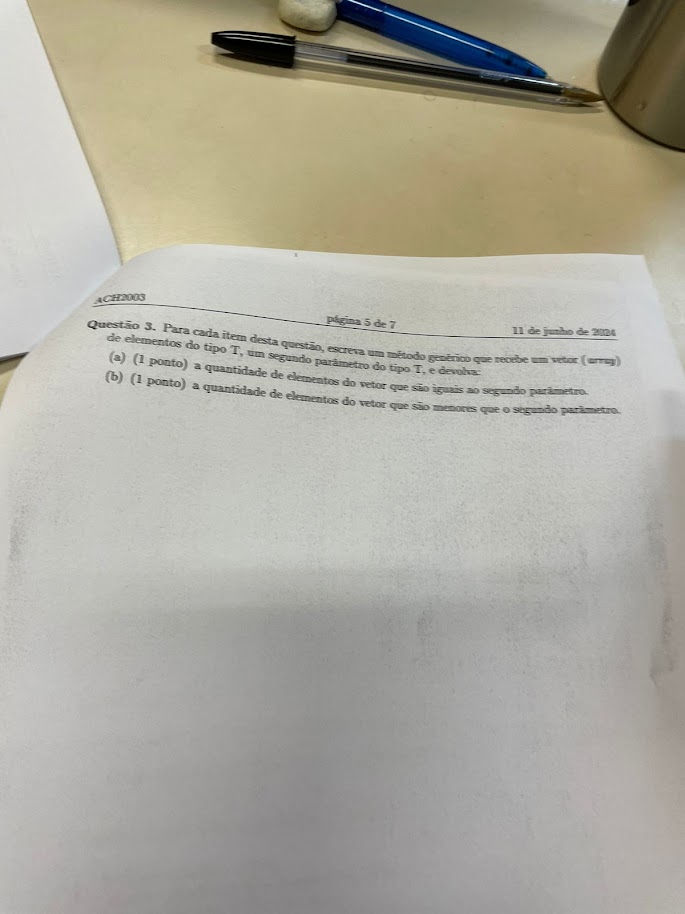 ACH2003
página 5 de 7
11 de junho de 2024
Questão 3. Para cada item desta questão, escreva um método genérico que recebe um vetor (array)
de elementos do tipo T, um segundo parâmetro do tipo T, e devolva:
(a) (1 ponto) a quantidade de elementos do vetor que são iguais ao segundo parâmetro.
(b) (1 ponto) a quantidade de elementos do vetor que são menores que o segundo parâmetro.